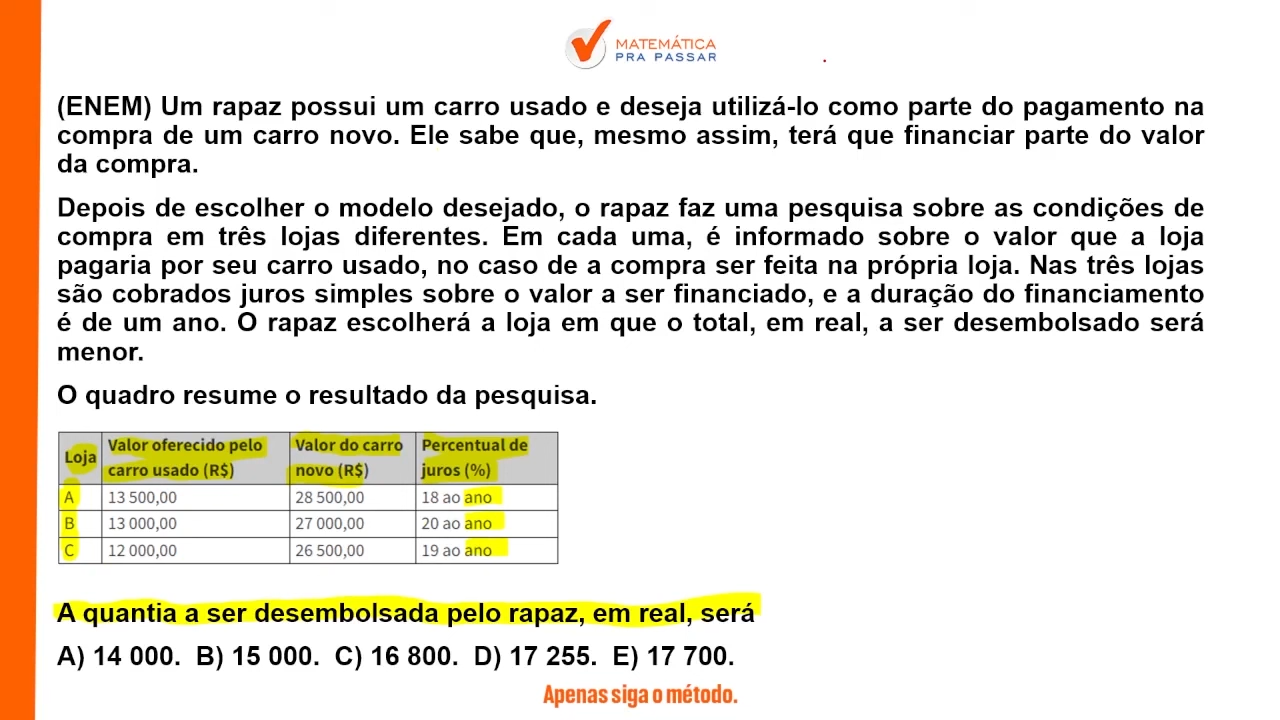 MATEMÁTICA
PRA PASSAR
(ENEM) Um rapaz possui um carro usado e deseja utilizá-lo como parte do pagamento na
compra de um carro novo. Ele sabe que, mesmo assim, terá que financiar parte do valor
da compra.
Depois de escolher o modelo desejado, o rapaz faz uma pesquisa sobre as condições de
compra em três lojas diferentes. Em cada uma, é informado sobre o valor que a loja
pagaria por seu carro usado, no caso de a compra ser feita na própria loja. Nas três lojas
são cobrados juros simples sobre o valor a ser financiado, e a duração do financiamento
é de um ano. O rapaz escolherá a loja em que o total, em real, a ser desembolsado será
menor.
O quadro resume o resultado da pesquisa.
Loja Valor oferecido pelo carro usado (R$) Valor do carro novo (R$) Percentual de juros (%)
A 13 500,00 28 500,00 18 ao ano
B 13 000,00 27 000,00 20 ao ano
C 12 000,00 26 500,00 19 ao ano
A quantia a ser desembolsada pelo rapaz, em real, será
A) 14 000. B) 15 000. C) 16 800. D) 17 255. E) 17 700.
Apenas siga o método.